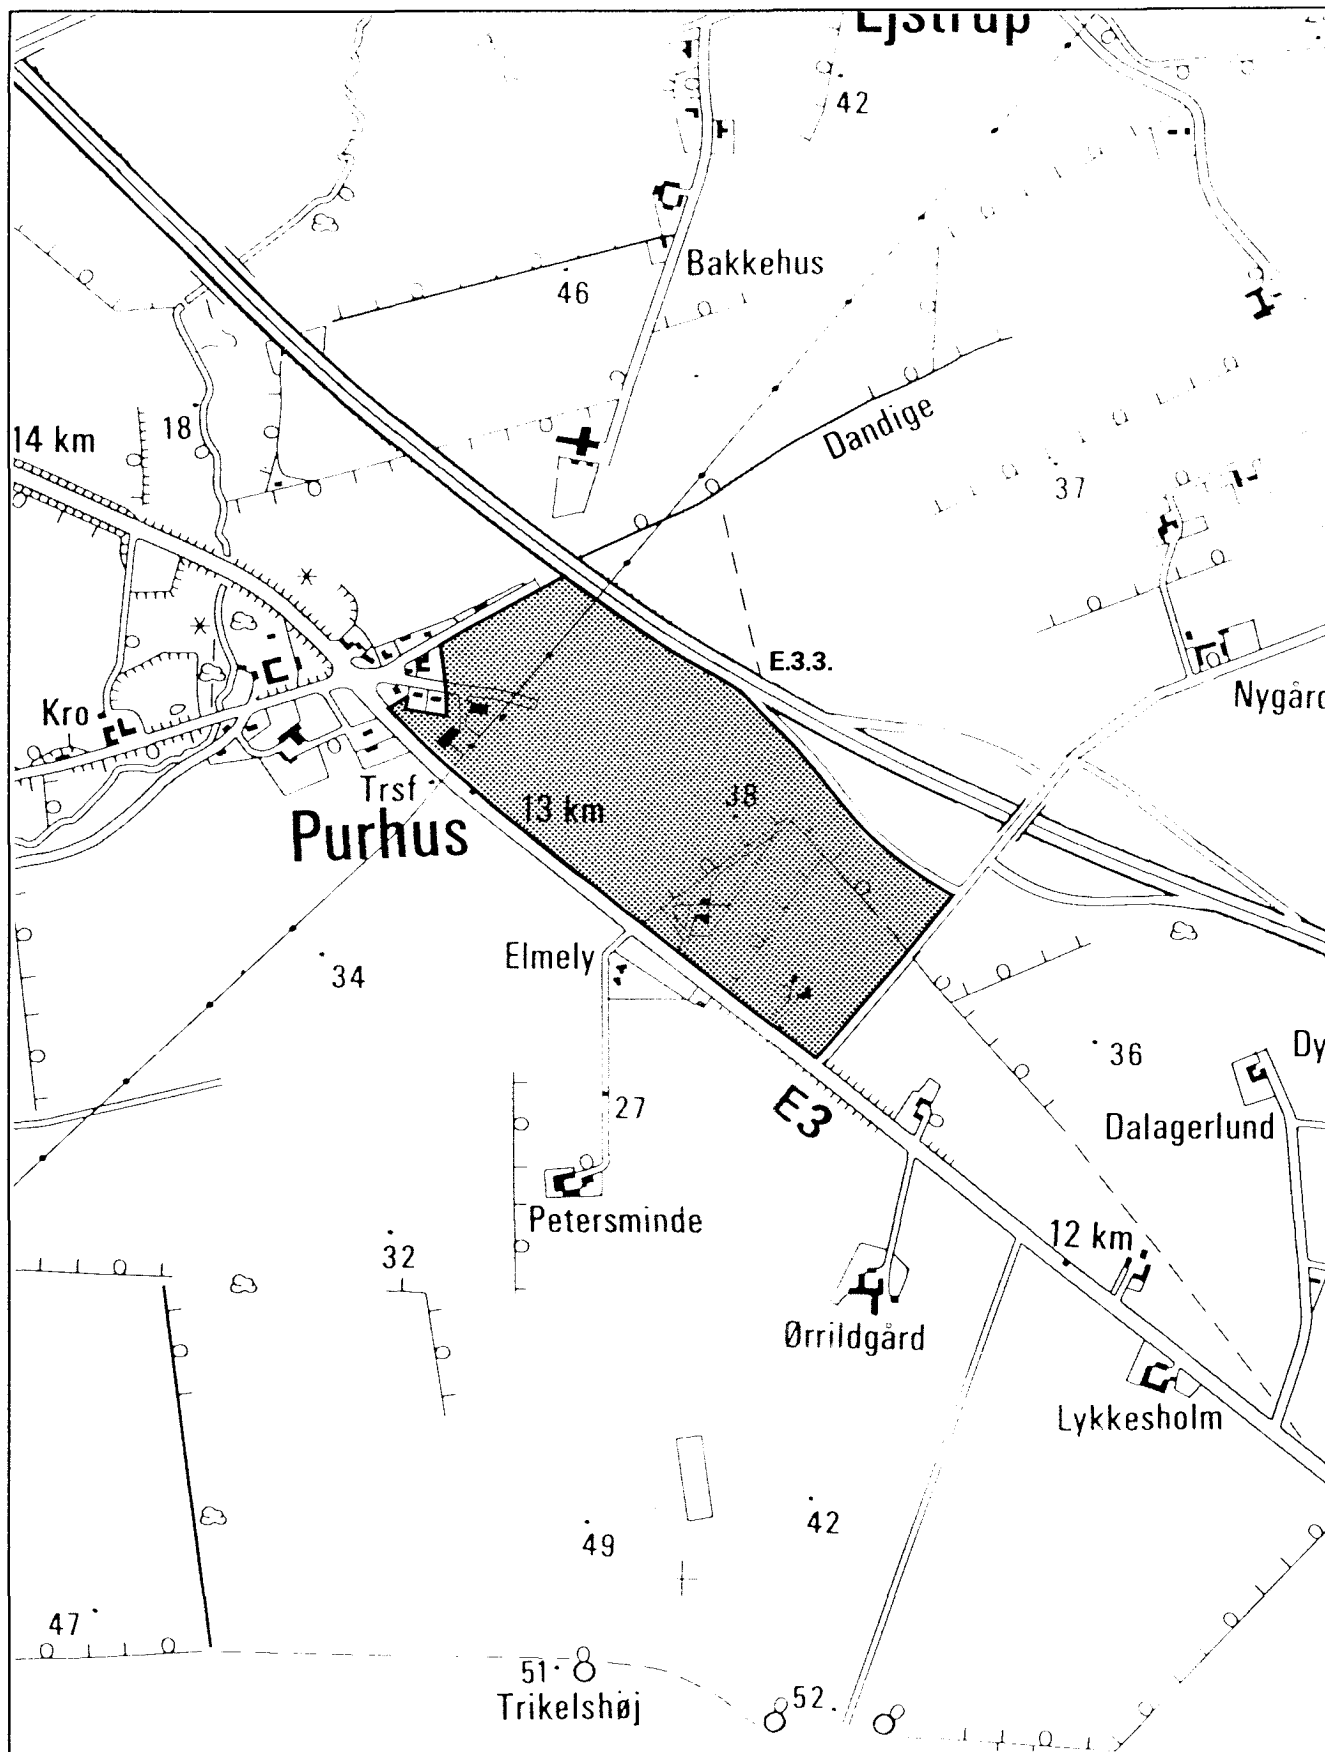 Ejstrup
42
Bakkehus
46
Dandige
18
14 km
37
E.3.3.
Nygård
Kro
Trsf
Purhus
13 km
38
Elmely
34
36
Dy
27
E3
Dalagerlund
Petersminde
32
12 km
Ørrildgård
Lykkesholm
42
49
47
51
Trikelshøj
52